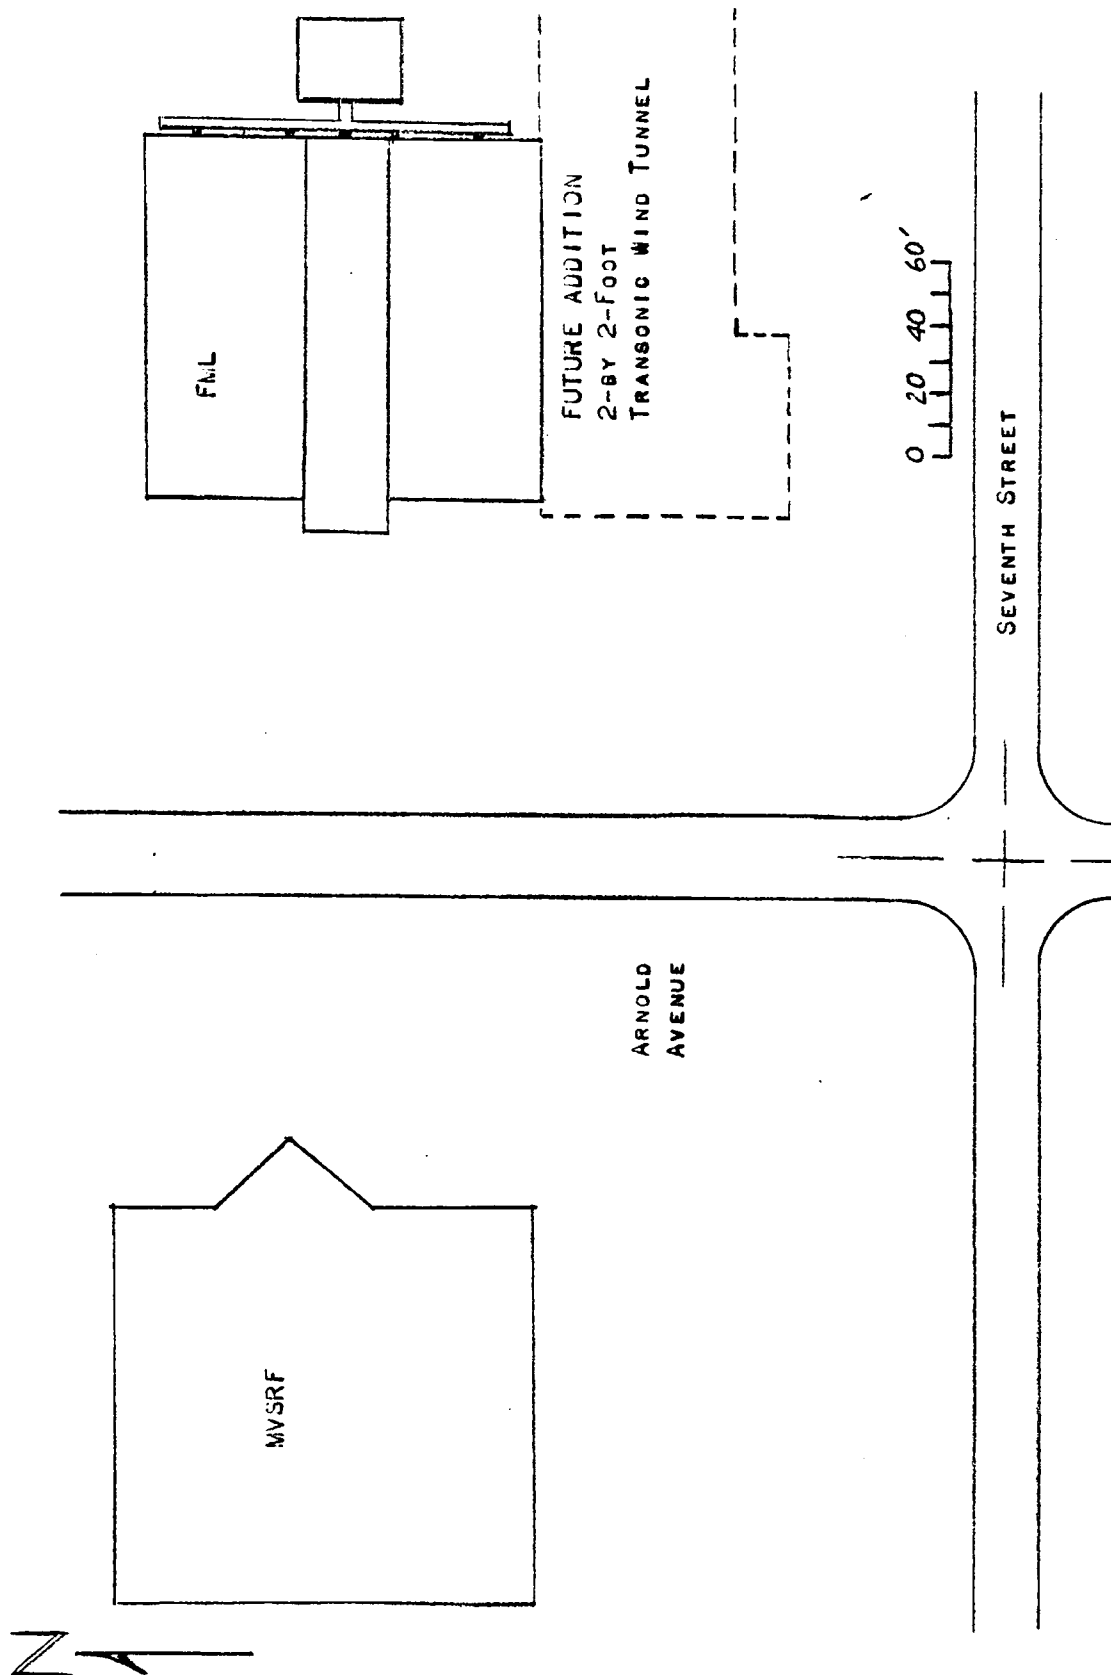 N
FML
FUTURE ADDITION
2-BY 2-FOOT
TRANSONIC WIND TUNNEL
0 20 40 60'
MVSRF
ARNOLD
AVENUE
SEVENTH STREET